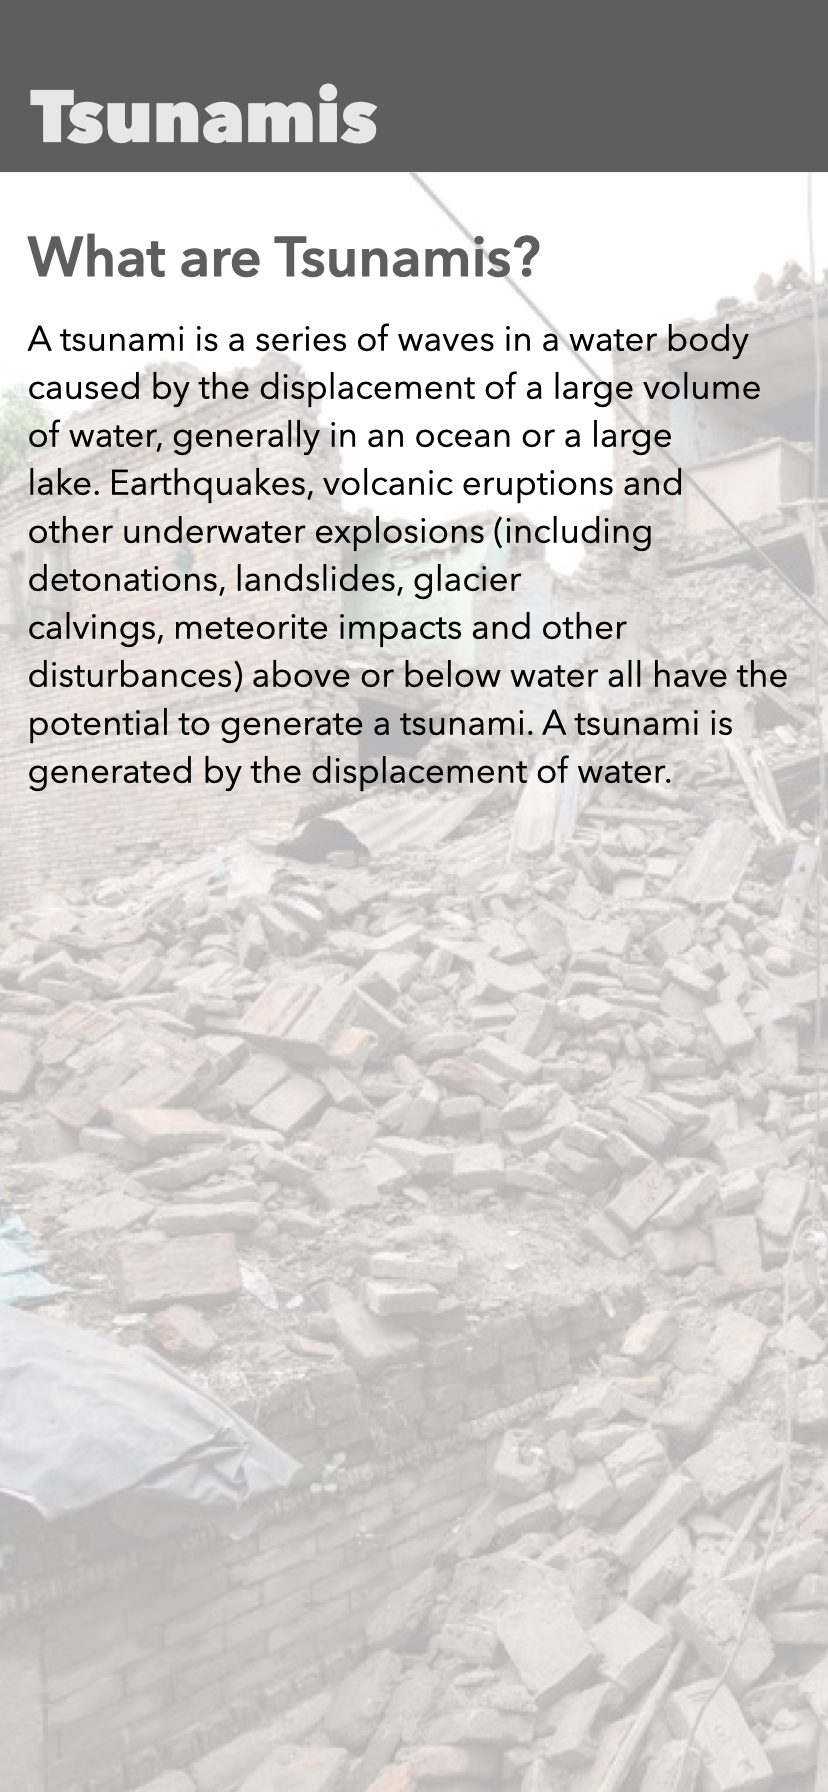 Tsunamis
What are Tsunamis?
A tsunami is a series of waves in a water body
caused by the displacement of a large volume
of water, generally in an ocean or a large
lake. Earthquakes, volcanic eruptions and
other underwater explosions (including
detonations, landslides, glacier
calvings, meteorite impacts and other
disturbances) above or below water all have the
potential to generate a tsunami. A tsunami is
generated by the displacement of water.